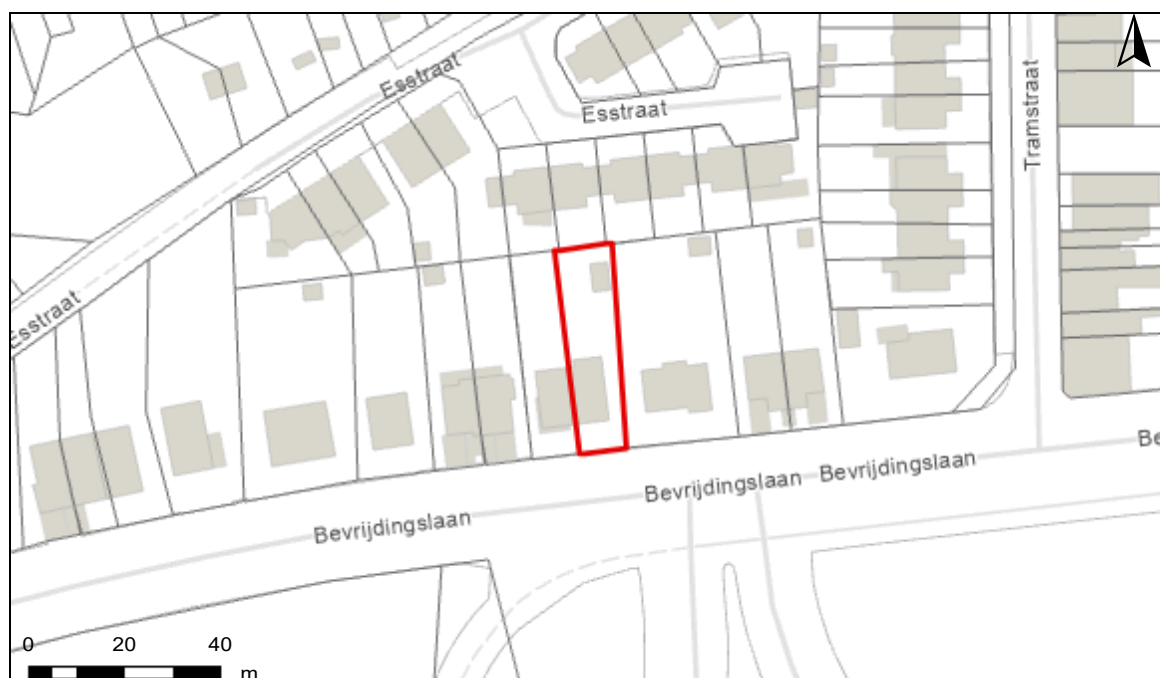 Esstraat
Esstraat
Tramstraat
Esstraat
Bevrijdingslaan
Bevrijdingslaan
Bevrijdingslaan
Be
0 20 40
m